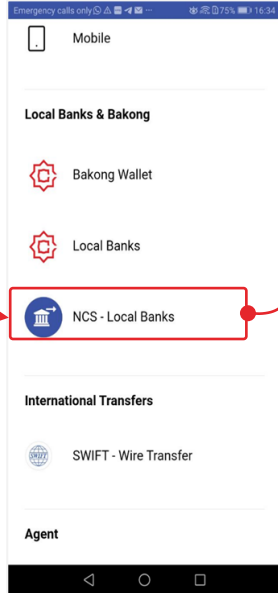 Emergency calls only 75% 16:34
Mobile
Local Banks & Bakong
Bakong Wallet
Local Banks
NCS - Local Banks
International Transfers
SWIFT
SWIFT - Wire Transfer
Agent